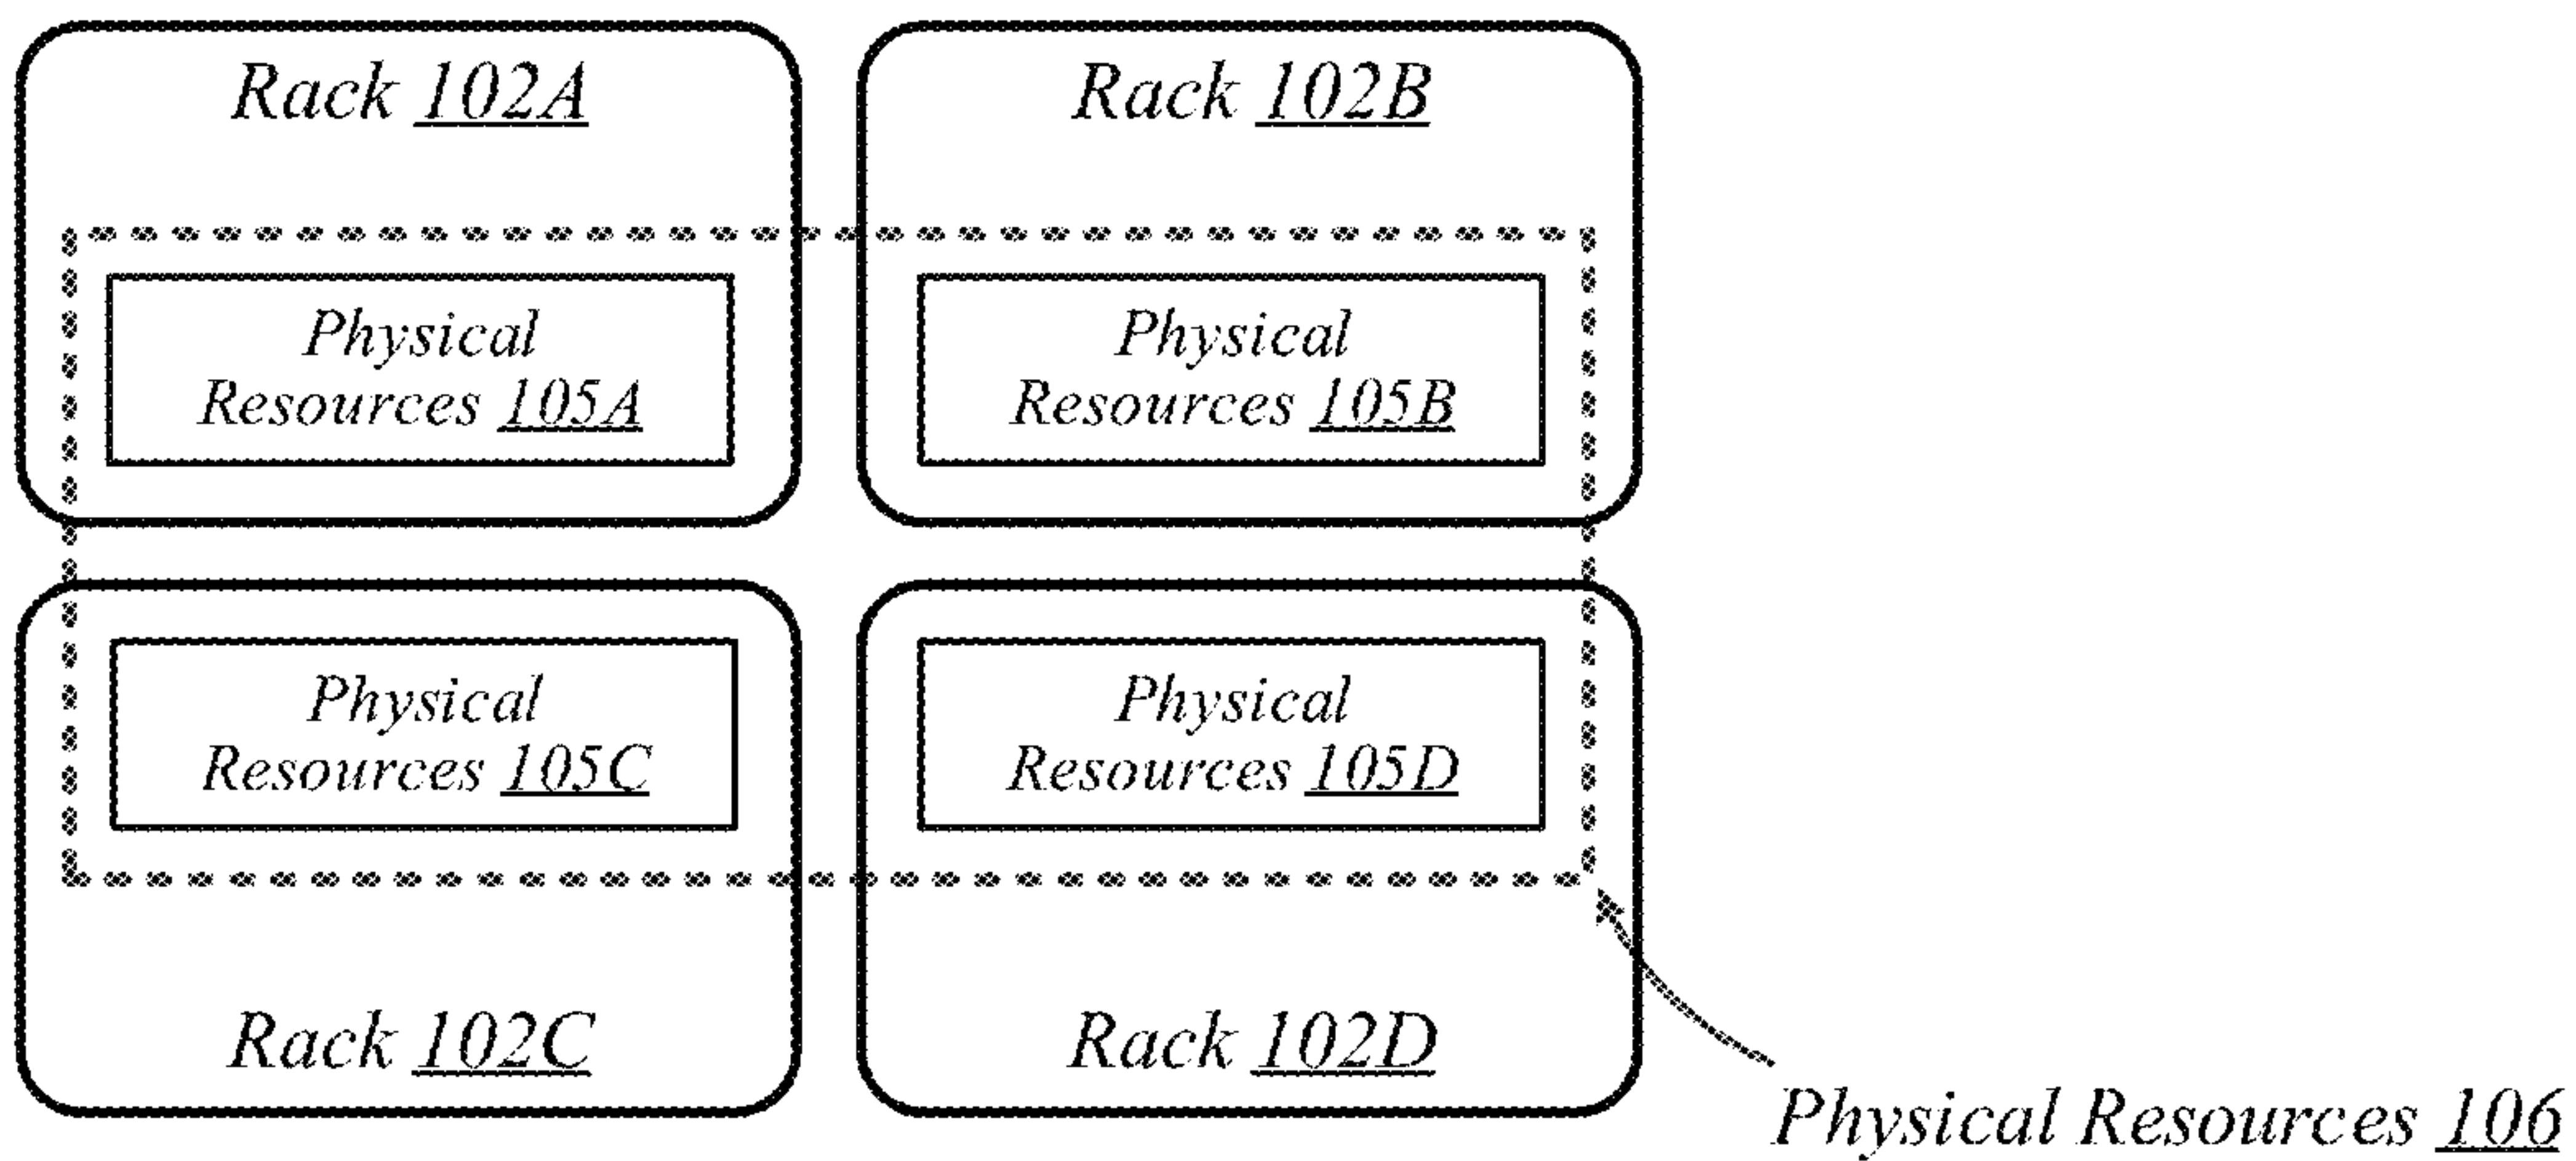 Rack 102A
Rack 102B
Physical
Resources 105A
Physical
Resources 105B
Physical
Resources 105C
Physical
Resources 105D
Rack 102C
Rack 102D
Physical Resources 106